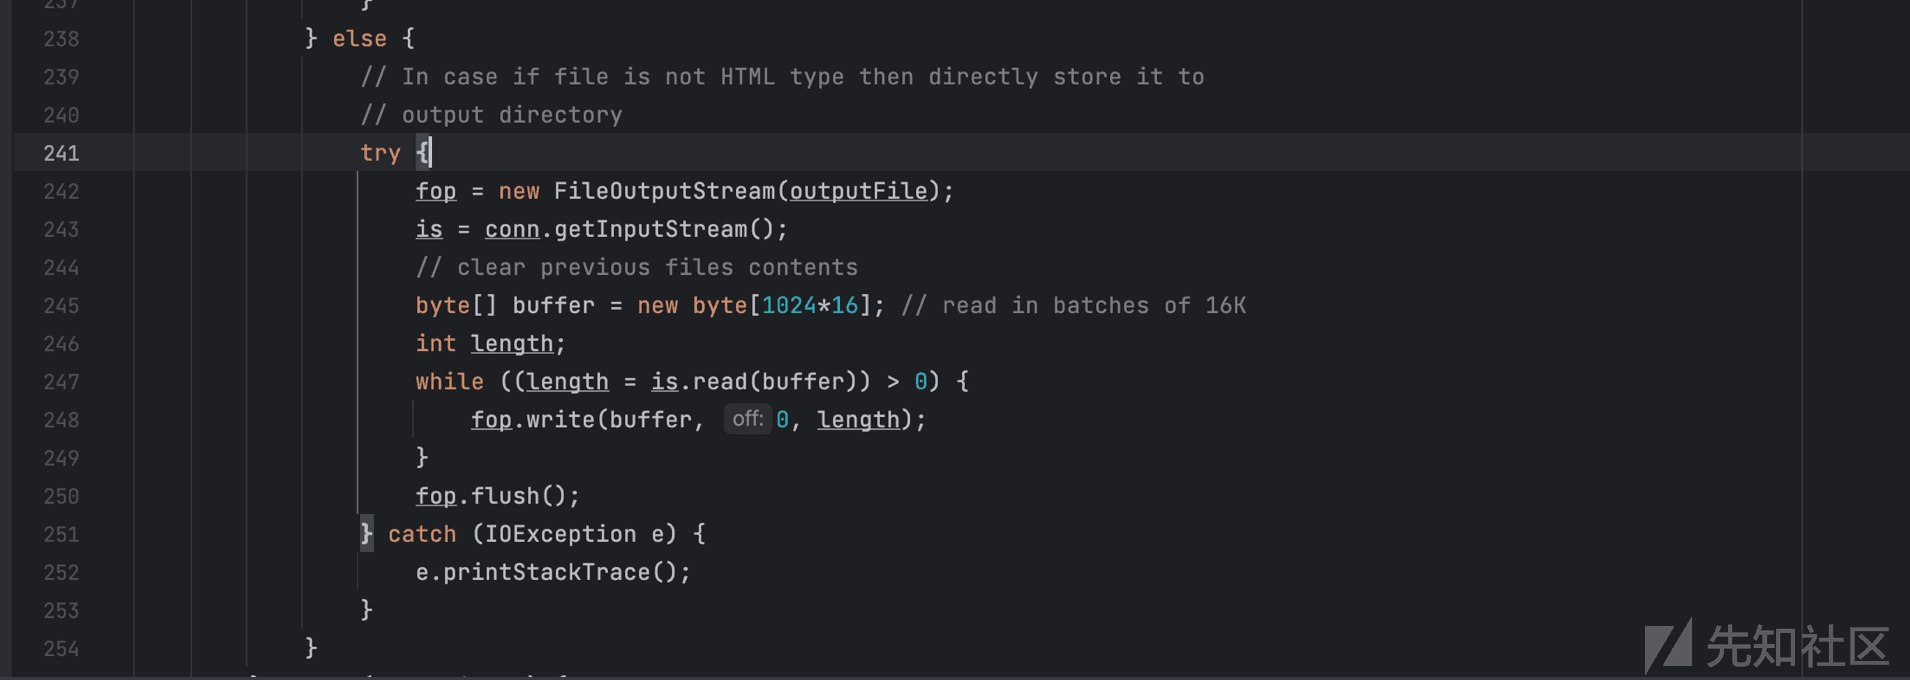 237 }
238 } else {
239 // In case if file is not HTML type then directly store it to
240 // output directory
241 try {
242 fop = new FileOutputStream(outputFile);
243 is = conn.getInputStream();
244 // clear previous files contents
245 byte[] buffer = new byte[1024*16]; // read in batches of 16K
246 int length;
247 while ((length = is.read(buffer)) > 0) {
248 fop.write(buffer, off: 0, length);
249 }
250 fop.flush();
251 } catch (IOException e) {
252 e.printStackTrace();
253 }
254 }
先知社区